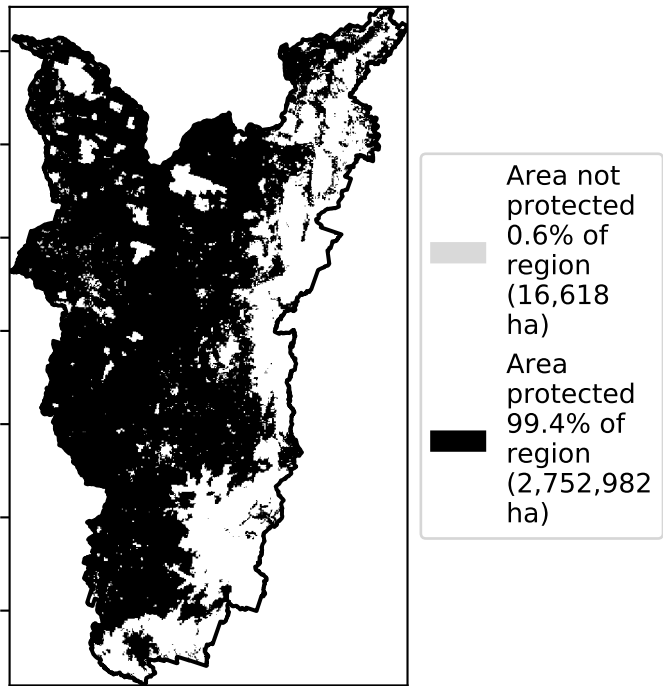 Area not
protected
0.6% of
region
(16,618
ha)
Area
protected
99.4% of
region
(2,752,982
ha)